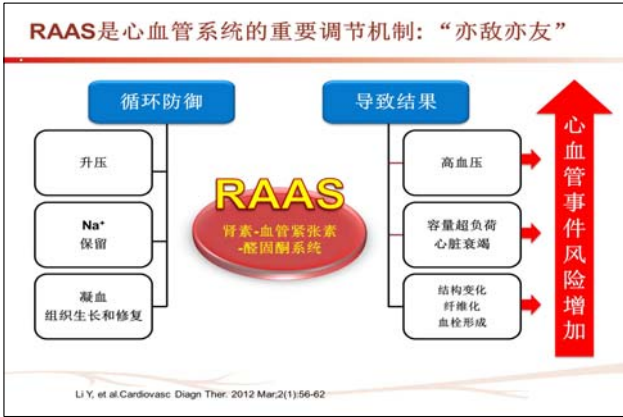 RAAS是心血管系统的重要调节机制:“亦敌亦友”
循环防御
升压
Na⁺
保留
凝血
组织生长和修复
RAAS
肾素-血管紧张素
-醛固酮系统
导致结果
高血压
容量超负荷
心脏衰竭
结构变化
纤维化
血栓形成
心血管事件风险增加
Li Y, et al.Cardiovasc Diagn Ther. 2012 Mar;2(1):56-62